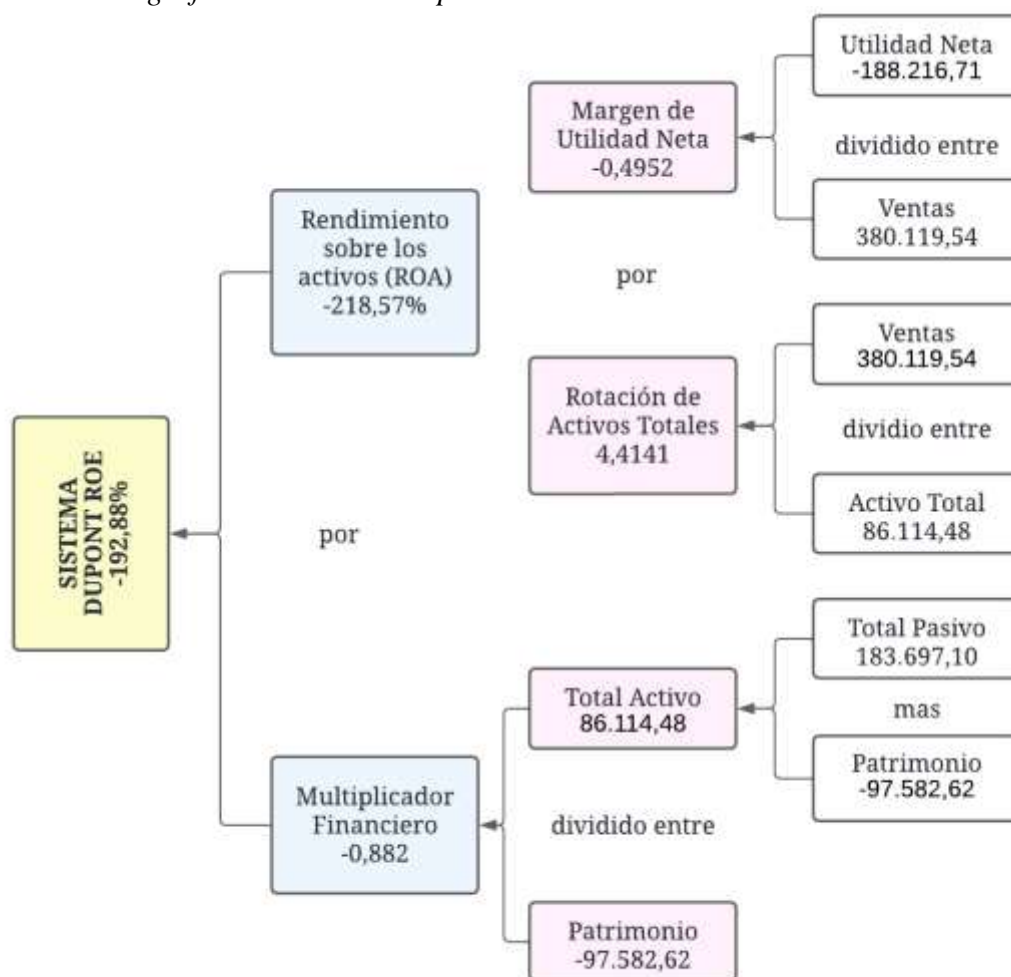 Utilidad Neta
-188.216,71
Margen de
Utilidad Neta
-0,4952
dividido entre
Ventas
380.119,54
Rendimiento
sobre los
activos (ROA)
-218,57%
por
Ventas
380.119,54
Rotación de
Activos Totales
4,4141
dividio entre
Activo Total
86.114,48
SISTEMA
DUPONT ROE
-192,88%
por
Total Pasivo
183.697,10
Total Activo
86.114,48
mas
Patrimonio
-97.582,62
Multiplicador
Financiero
-0,882
dividido entre
Patrimonio
-97.582,62